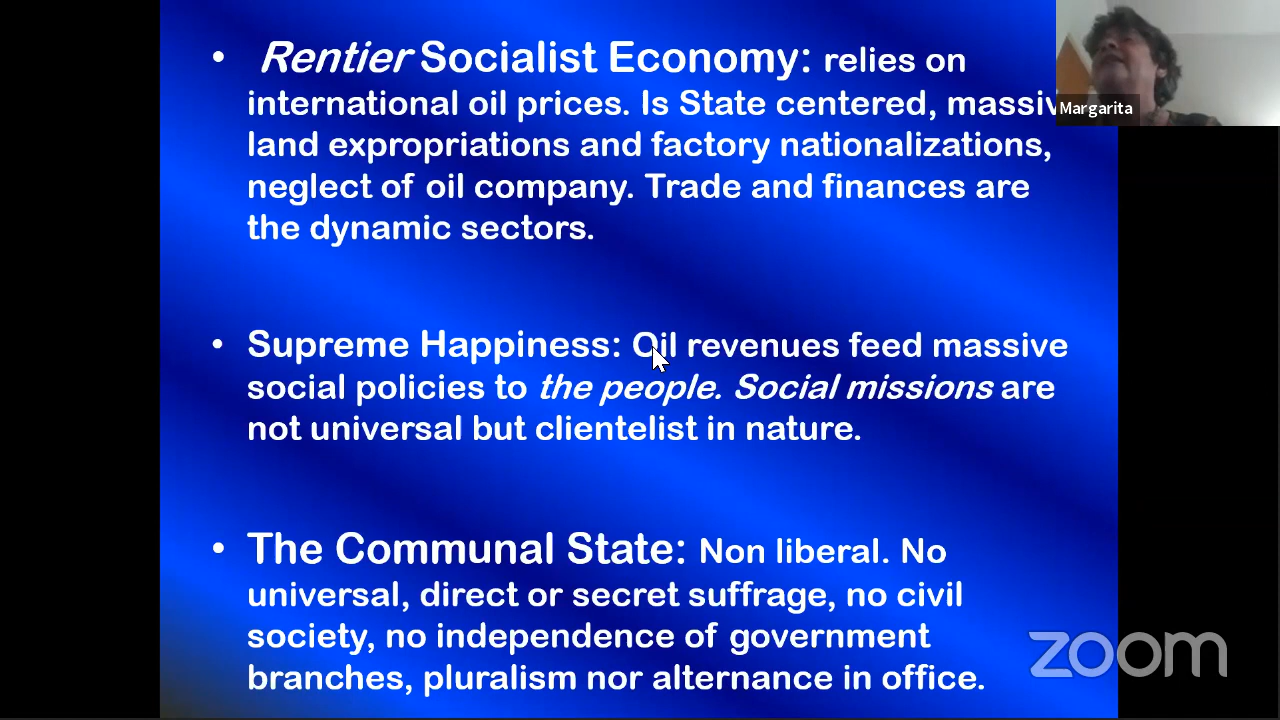 • Rentier Socialist Economy: relies on
international oil prices. Is State centered, massiv
land expropriations and factory nationalizations,
neglect of oil company. Trade and finances are
the dynamic sectors.
• Supreme Happiness: Oil revenues feed massive
social policies to the people. Social missions are
not universal but clientelist in nature.
• The Communal State: Non liberal. No
universal, direct or secret suffrage, no civil
society, no independence of government
branches, pluralism nor alternance in office.
Margarita
zoom